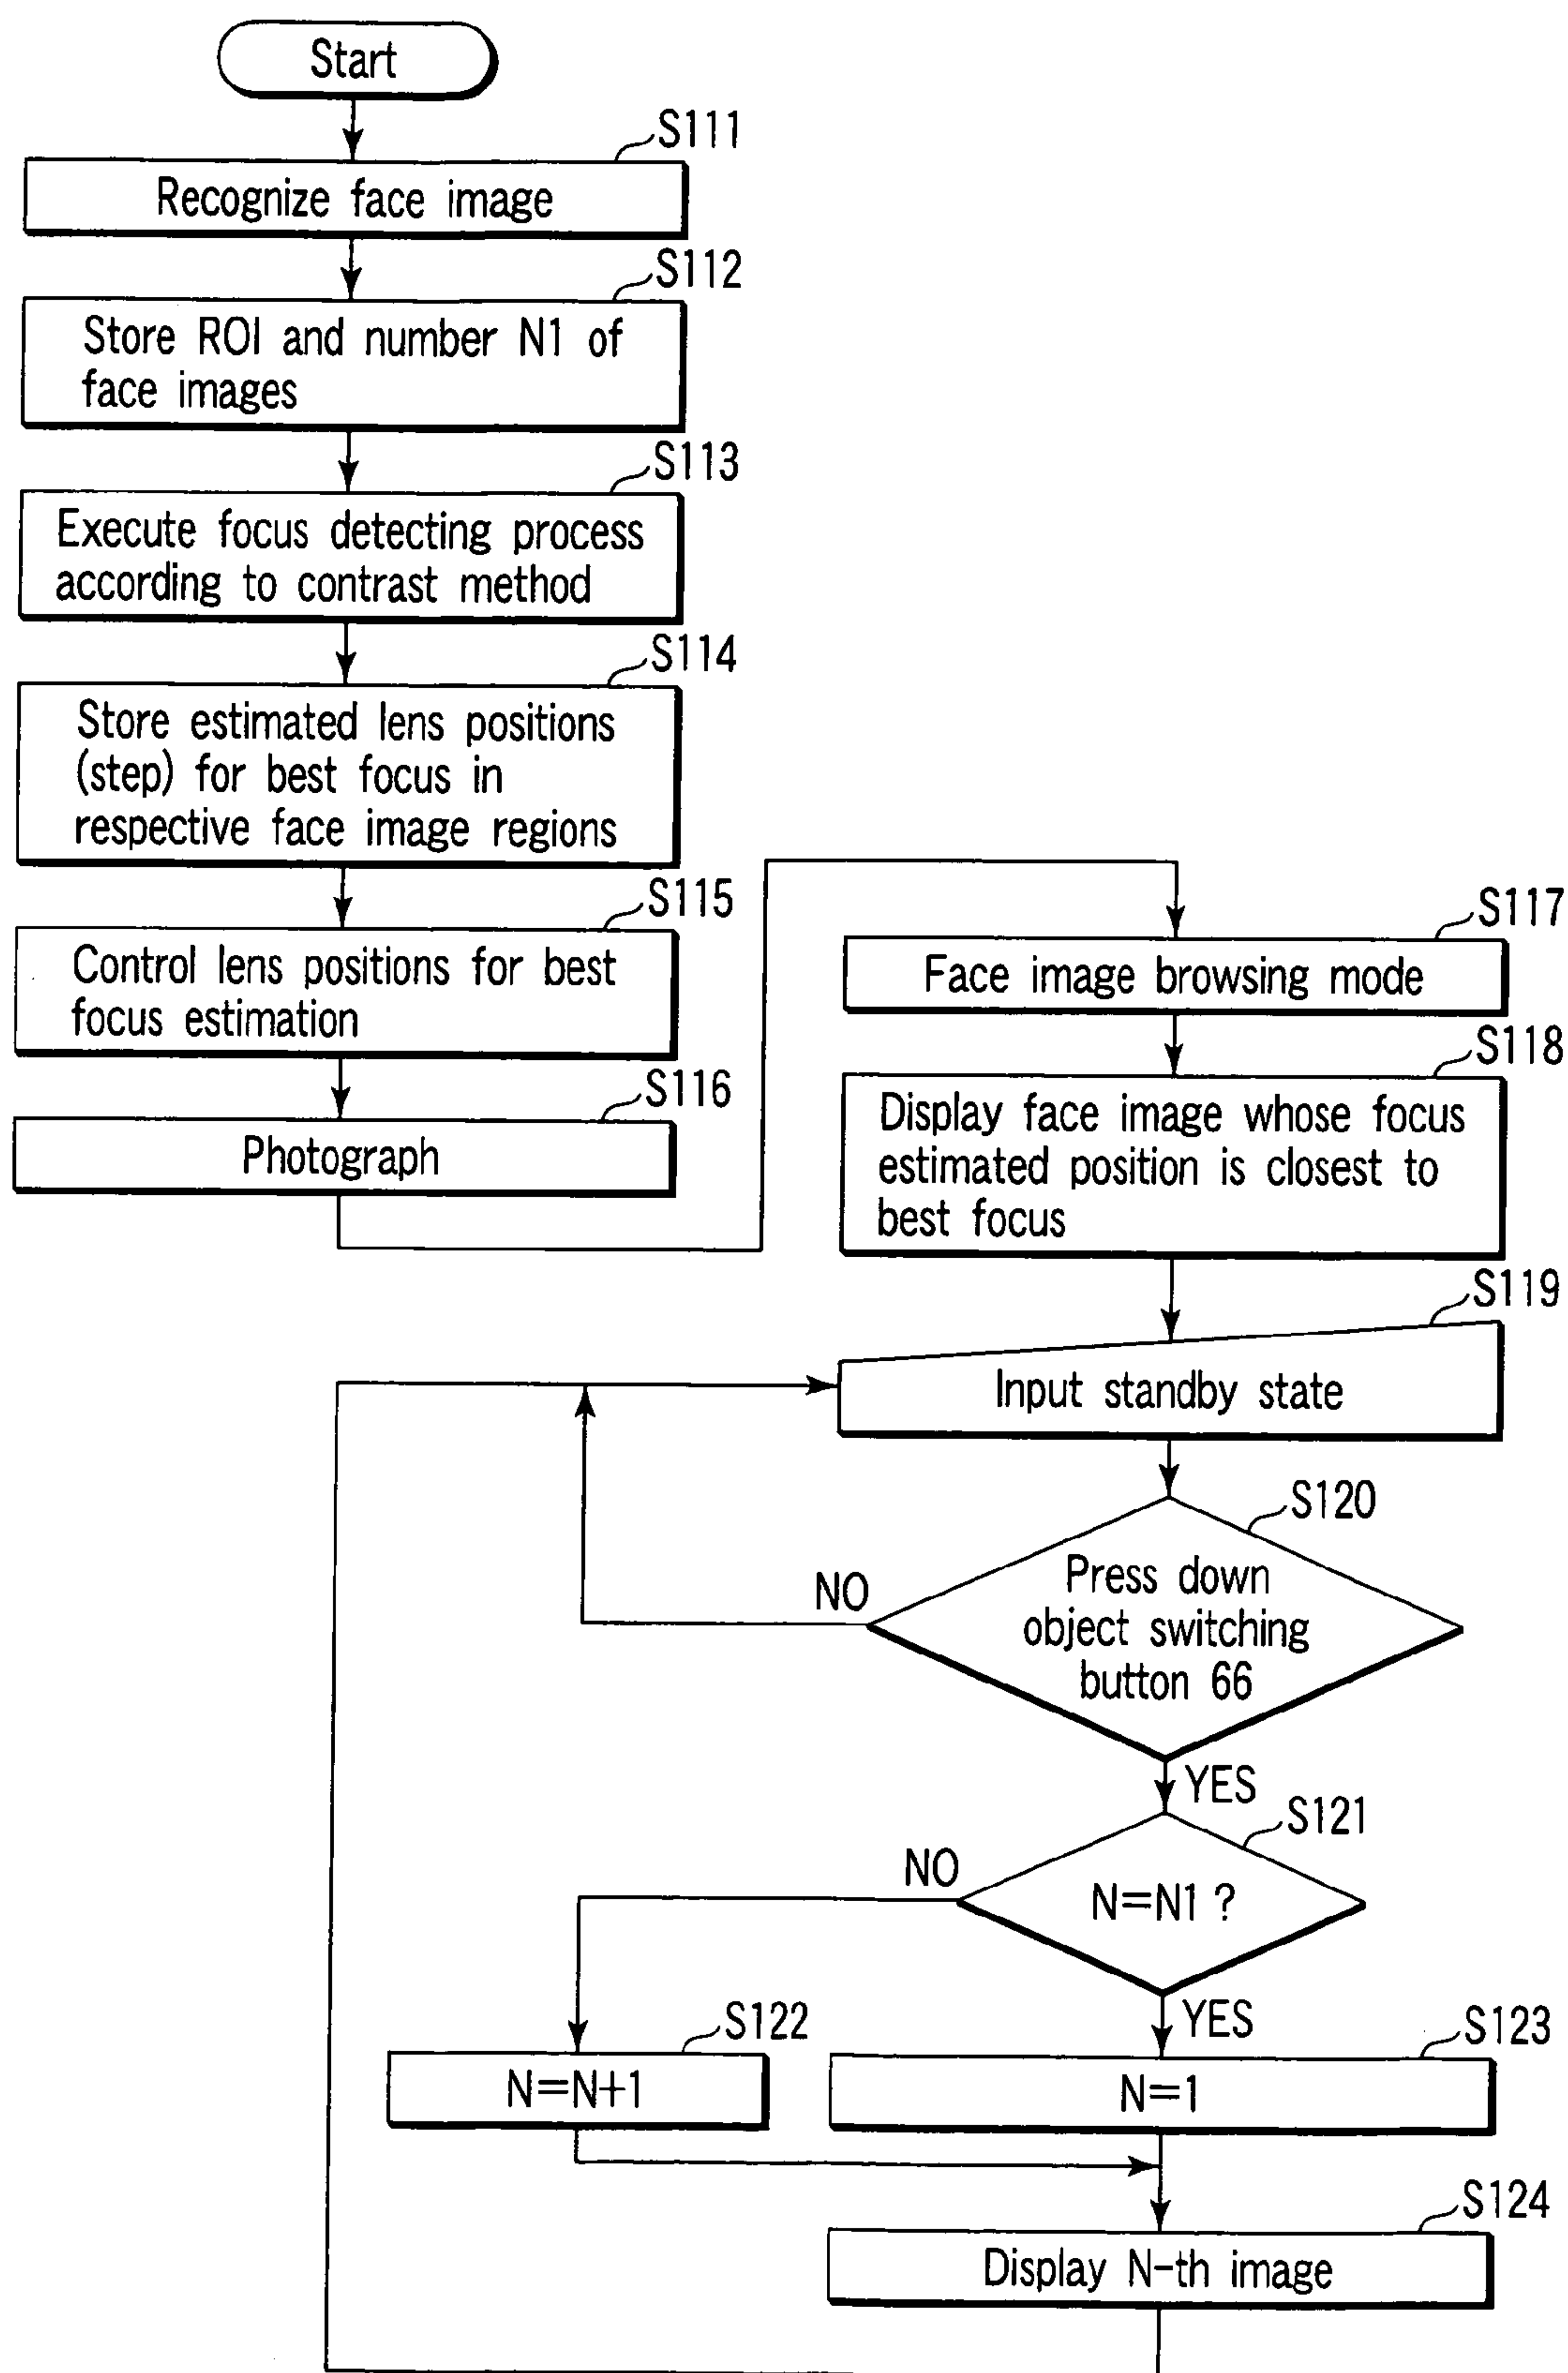 Start
S111
Recognize face image
S112
Store ROI and number N1 of
face images
S113
Execute focus detecting process
according to contrast method
S114
Store estimated lens positions
(step) for best focus in
respective face image regions
S115
Control lens positions for best
focus estimation
S116
Photograph
S117
Face image browsing mode
S118
Display face image whose focus
estimated position is closest to
best focus
S119
Input standby state
S120
Press down
object switching
button 66
NO
YES
S121
N=N1 ?
NO
YES
S122
N=N+1
S123
N=1
S124
Display N-th image